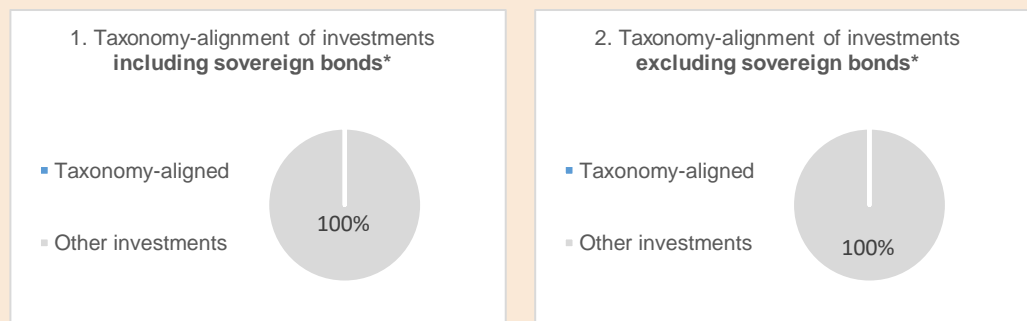 1. Taxonomy-alignment of investments
including sovereign bonds*
Taxonomy-aligned
Other investments
100%
2. Taxonomy-alignment of investments
excluding sovereign bonds*
Taxonomy-aligned
Other investments
100%